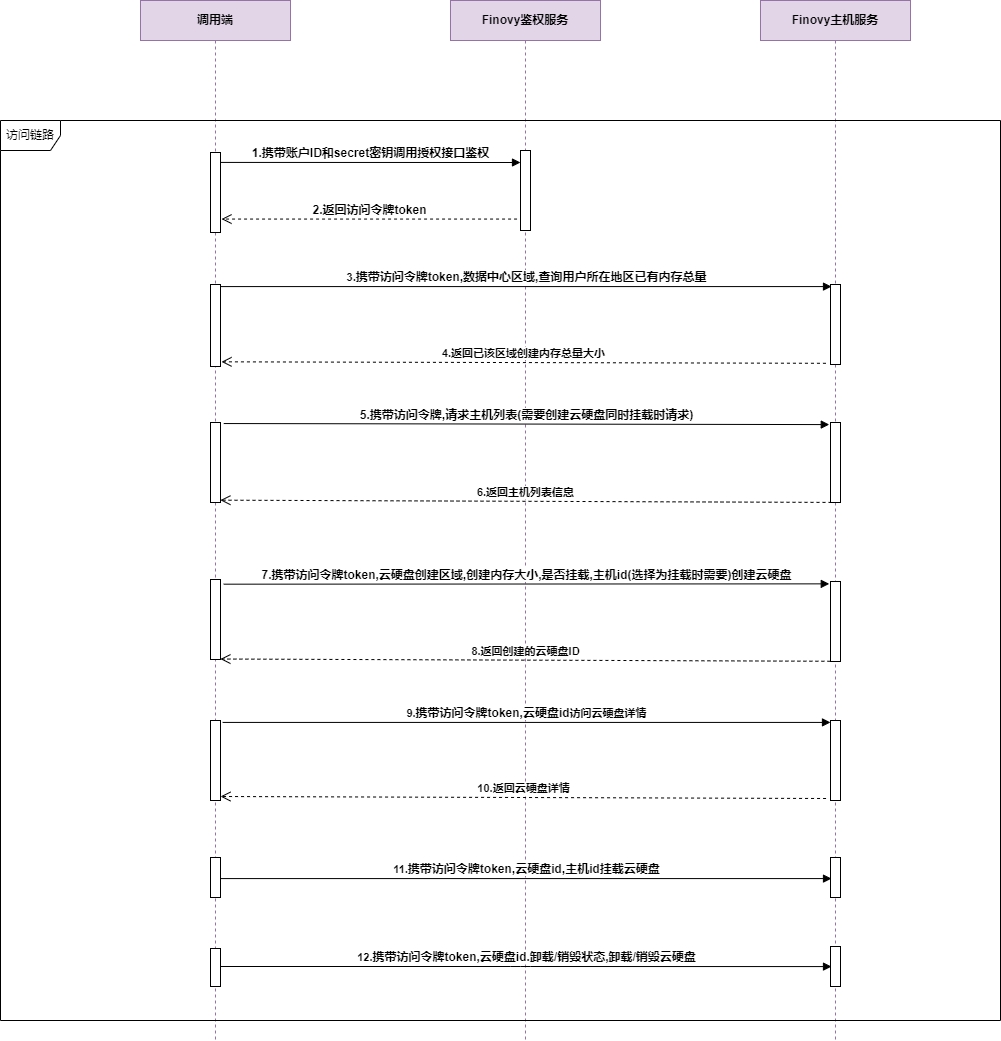 调用端
Finovy鉴权服务
Finovy主机服务
访问链路
1.携带账户ID和secret密钥调用授权接口鉴权
2.返回访问令牌token
3.携带访问令牌token,数据中心区域,查询用户所在地区已有内存总量
4.返回已该区域创建内存总量大小
5.携带访问令牌,请求主机列表(需要创建云硬盘同时挂载时请求)
6.返回主机列表信息
7.携带访问令牌token,云硬盘创建区域,创建内存大小,是否挂载,主机id(选择为挂载时需要)创建云硬盘
8.返回创建的云硬盘ID
9.携带访问令牌token,云硬盘id访问云硬盘详情
10.返回云硬盘详情
11.携带访问令牌token,云硬盘id,主机id挂载云硬盘
12.携带访问令牌token,云硬盘id.卸载/销毁状态,卸载/销毁云硬盘